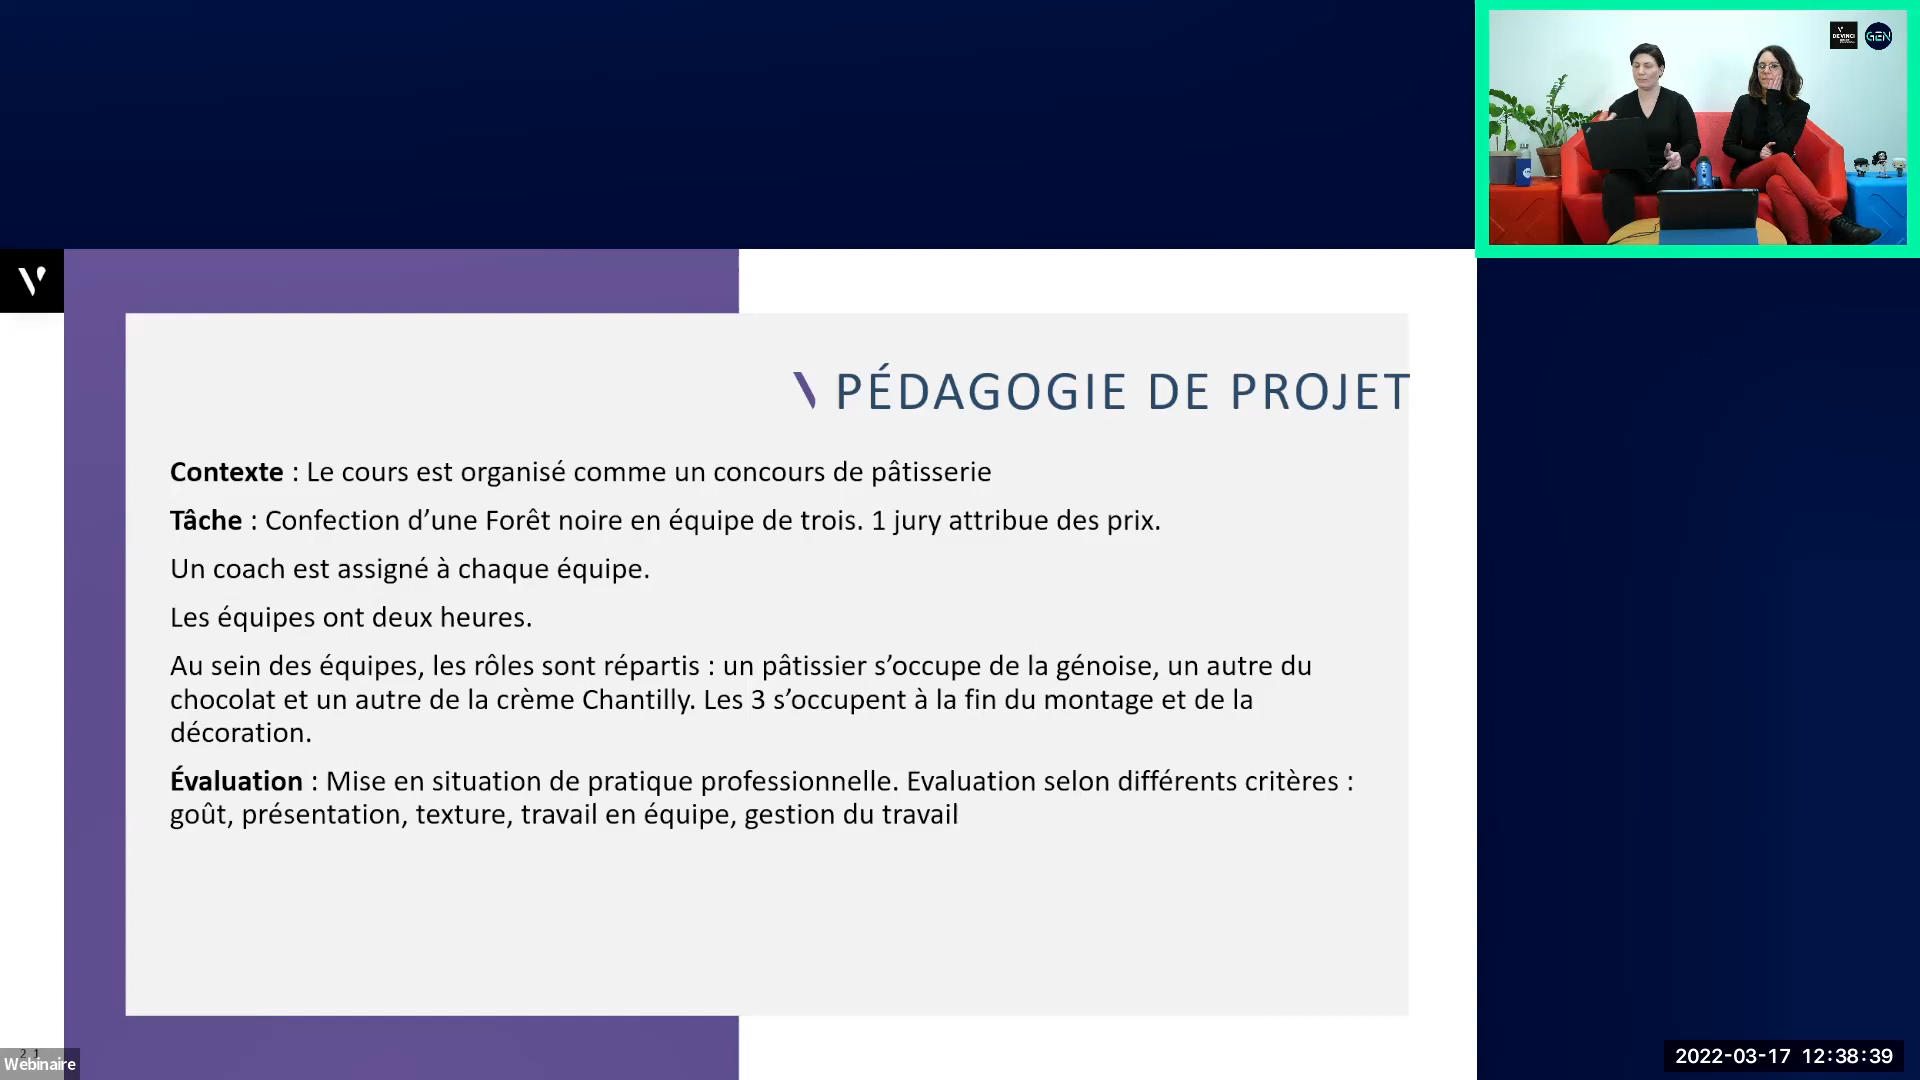 DEVINCI
GEN
\ PÉDAGOGIE DE PROJET
Contexte : Le cours est organisé comme un concours de pâtisserie
Tâche : Confection d’une Forêt noire en équipe de trois. 1 jury attribue des prix.
Un coach est assigné à chaque équipe.
Les équipes ont deux heures.
Au sein des équipes, les rôles sont répartis : un pâtissier s’occupe de la génoise, un autre du
chocolat et un autre de la crème Chantilly. Les 3 s’occupent à la fin du montage et de la
décoration.
Évaluation : Mise en situation de pratique professionnelle. Evaluation selon différents critères :
goût, présentation, texture, travail en équipe, gestion du travail
21
Webinaire
2022-03-17 12:38:39